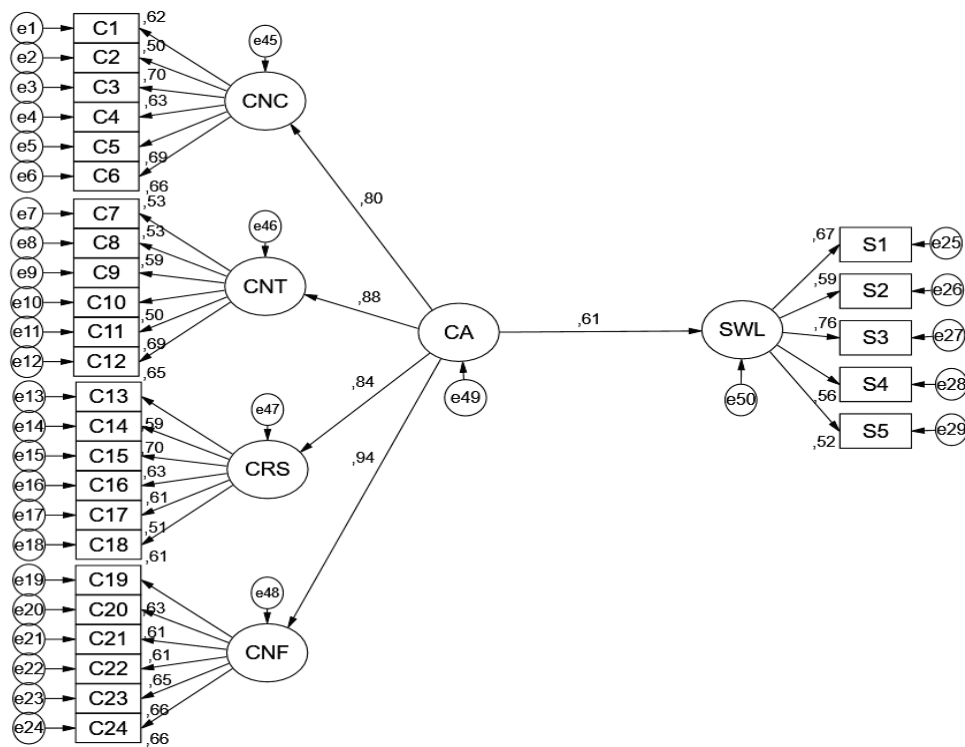 e1 C1 ,62
e2 C2 ,50
e3 C3 ,70
e4 C4 ,63
e5 C5
e6 C6 ,69
,66
e45
CNC
,80
e7 C7 ,53
e8 C8 ,53
e9 C9 ,59
e10 C10
e11 C11 ,50
e12 C12 ,69
,65
e46
CNT
,88
e13 C13
e14 C14 ,59
e15 C15 ,70
e16 C16 ,63
e17 C17 ,61
e18 C18 ,51
,61
e47
CRS
,84
e19 C19
e20 C20 ,63
e21 C21 ,61
e22 C22 ,61
e23 C23 ,65
e24 C24 ,66
,66
e48
CNF
,94
CA
e49
,61
SWL
e50
,67 S1 e25
,59 S2 e26
,76 S3 e27
S4 e28
,56
,52 S5 e29